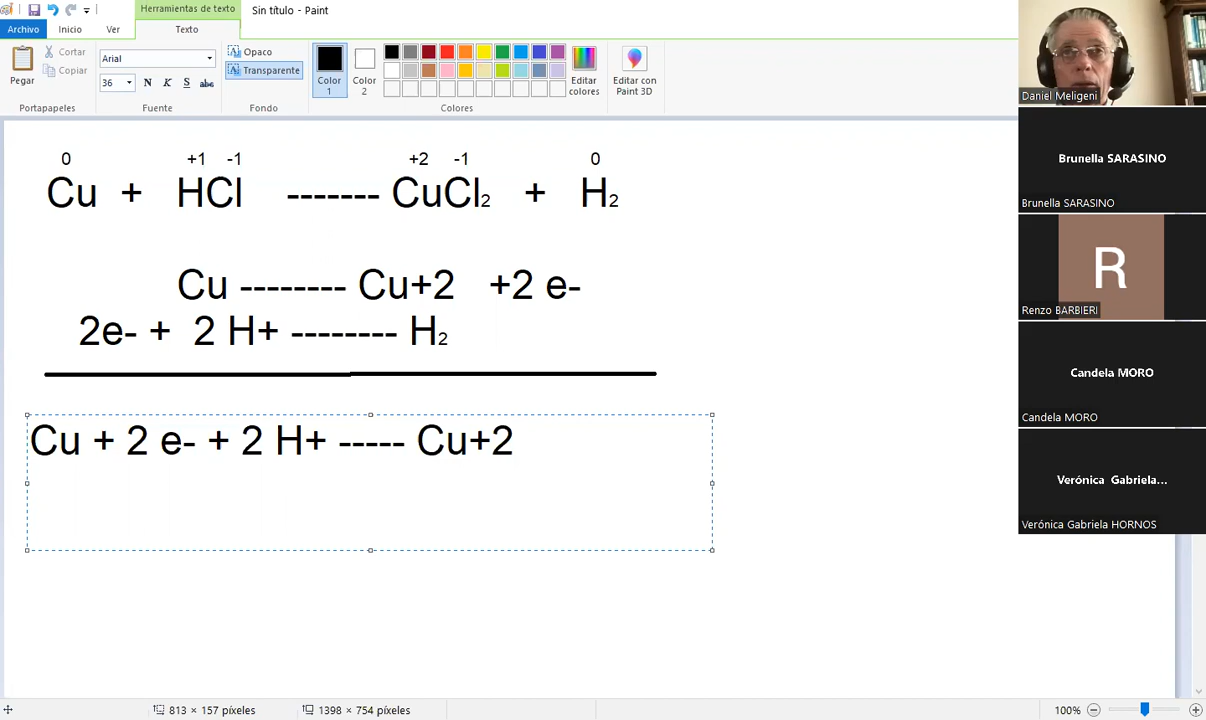 Herramientas de texto
Sin título - Paint
Archivo Inicio Ver Texto
Pegar
Cortar
Copiar
Portapapeles
Arial
36 N K S abc
Fuente
Opaco
Transparente
Fondo
Color 1
Color 2
Editar colores
Colores
Editar con Paint 3D
0 +1 -1 +2 -1 0
Cu + HCl ------- CuCl2 + H2
Cu -------- Cu+2 +2 e-
2e- + 2 H+ -------- H2
Cu + 2 e- + 2 H+ ----- Cu+2
Daniel Meligeni
Brunella SARASINO
Brunella SARASINO
R
Renzo BARBIERI
Candela MORO
Candela MORO
Verónica Gabriela...
Verónica Gabriela HORNOS
813 × 157 píxeles
1398 × 754 píxeles
100%